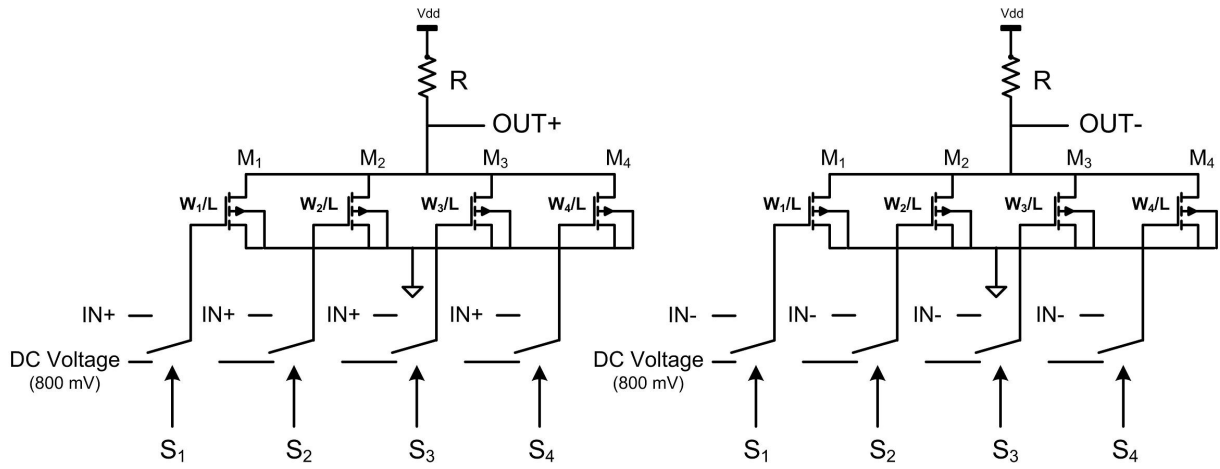 Vdd Vdd
R R
OUT+ OUT-
M₁ M₂ M₃ M₄ M₁ M₂ M₃ M₄
W₁/L W₂/L W₃/L W₄/L W₁/L W₂/L W₃/L W₄/L
IN+ IN+ IN+ IN+ IN- IN- IN- IN-
DC Voltage DC Voltage
(800 mV) (800 mV)
S₁ S₂ S₃ S₄ S₁ S₂ S₃ S₄